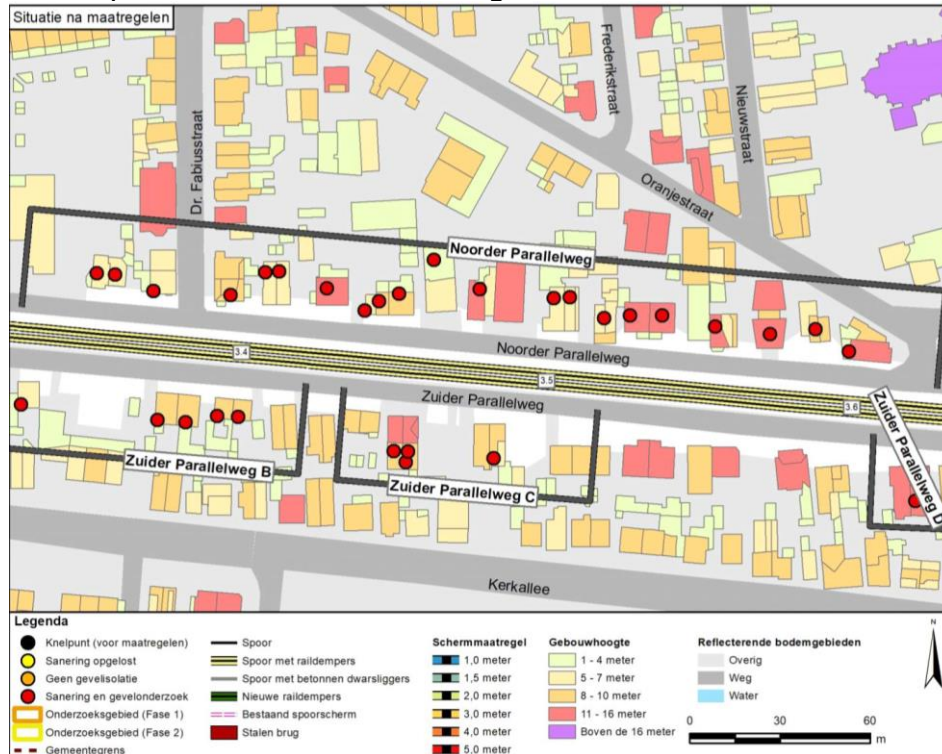 Situatie na maatregelen
Dr. Fabiusstraat
Frederikstraat
Nieuwstraat
Oranjestraat
Noorder Parallelweg
Noorder Parallelweg
3.4
3.5
3.6
Zuider Parallelweg
Zuider Parallelweg B
Zuider Parallelweg C
Zuider Parallelweg D
Kerkallee
Legenda
Knelpunt (voor maatregelen)
Sanering opgelost
Geen gevelisolatie
Sanering en gevelonderzoek
Onderzoeksgebied (Fase 1)
Onderzoeksgebied (Fase 2)
Gemeentegrens
Spoor
Spoor met raildempers
Spoor met betonnen dwarsliggers
Nieuwe raildempers
Bestaand spoorscherm
Stalen brug
Schermmaatregel
1,0 meter
1,5 meter
2,0 meter
3,0 meter
4,0 meter
5,0 meter
Gebouwhoogte
1 - 4 meter
5 - 7 meter
8 - 10 meter
11 - 16 meter
Boven de 16 meter
Reflecterende bodemgebieden
Overig
Weg
Water
N
0 30 60
m